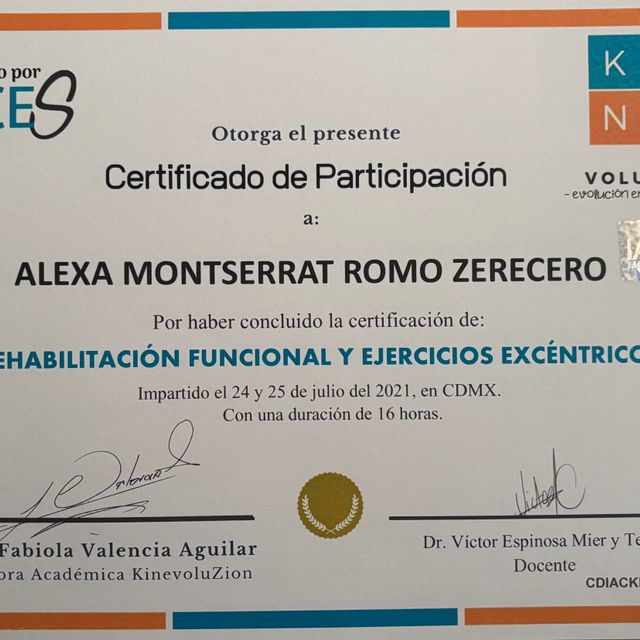 o por
CES
Otorga el presente
Certificado de Participación
a:
K
N
VOLU
-evolución en
ALEXA MONTSERRAT ROMO ZERECERO
Por haber concluido la certificación de:
EHABILITACIÓN FUNCIONAL Y EJERCICIOS EXCÉNTRICO
Impartido el 24 y 25 de julio del 2021, en CDMX.
Con una duración de 16 horas.
Fabiola Valencia Aguilar
ora Académica KinevoluZion
Dr. Víctor Espinosa Mier y Te
Docente
CDIACKI